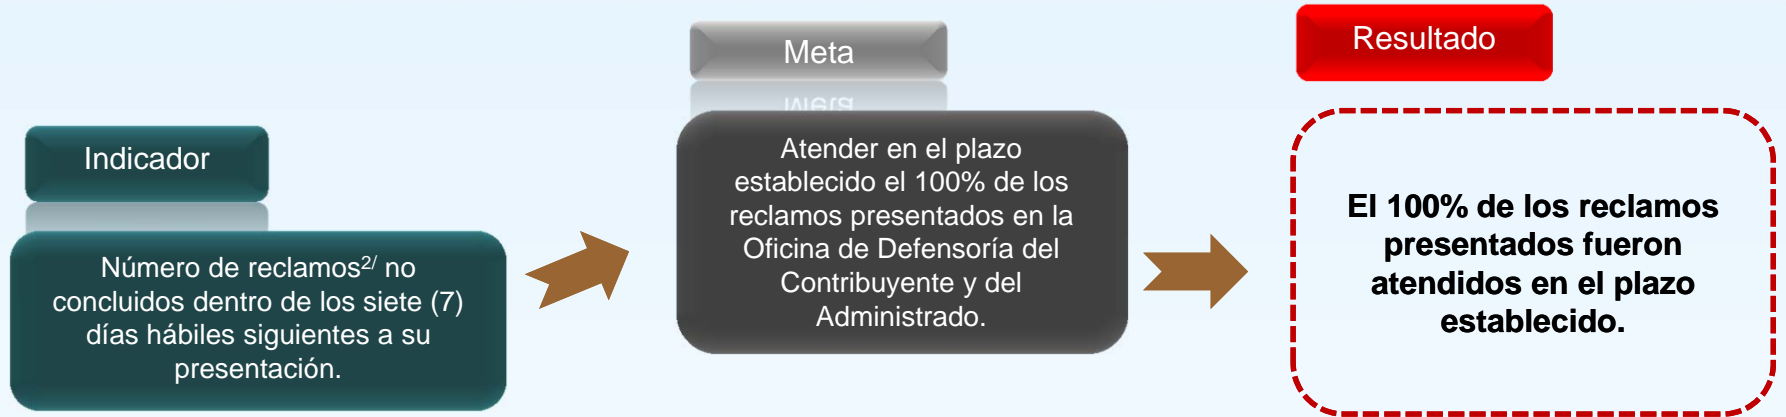 Indicador
Número de reclamos2/ no
concluidos dentro de los siete (7)
días hábiles siguientes a su
presentación.
Meta
Atender en el plazo
establecido el 100% de los
reclamos presentados en la
Oficina de Defensoría del
Contribuyente y del
Administrado.
Resultado
El 100% de los reclamos
presentados fueron
atendidos en el plazo
establecido.